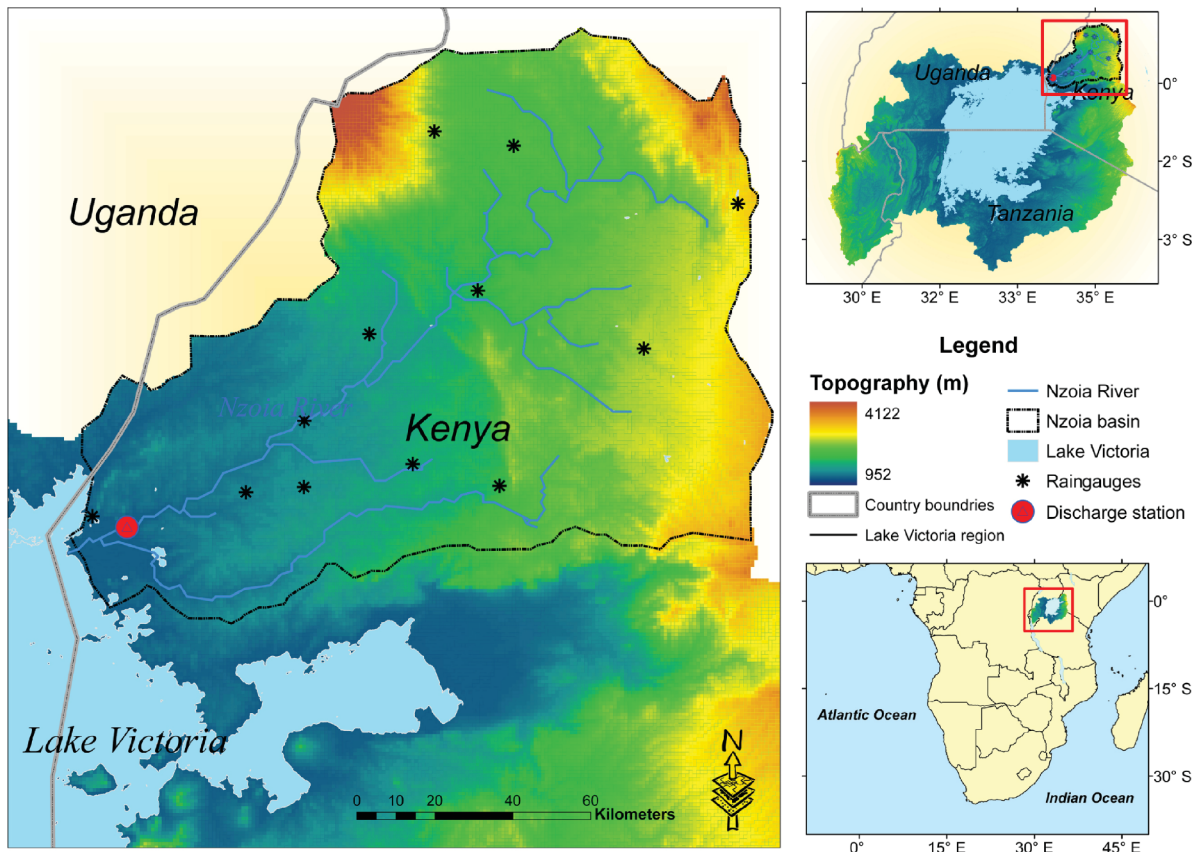 Uganda
Nzoia River
Kenya
Lake Victoria
N
0 10 20 40 60
Kilometers
Uganda
Kenya
Tanzania
0°
2° S
3° S
30° E 32° E 33° E 35° E
Legend
Topography (m)
4122
952
Country boundries
Lake Victoria region
Nzoia River
Nzoia basin
Lake Victoria
Raingauges
Discharge station
Atlantic Ocean
Indian Ocean
0°
15° S
30° S
0° 15° E 30° E 45° E